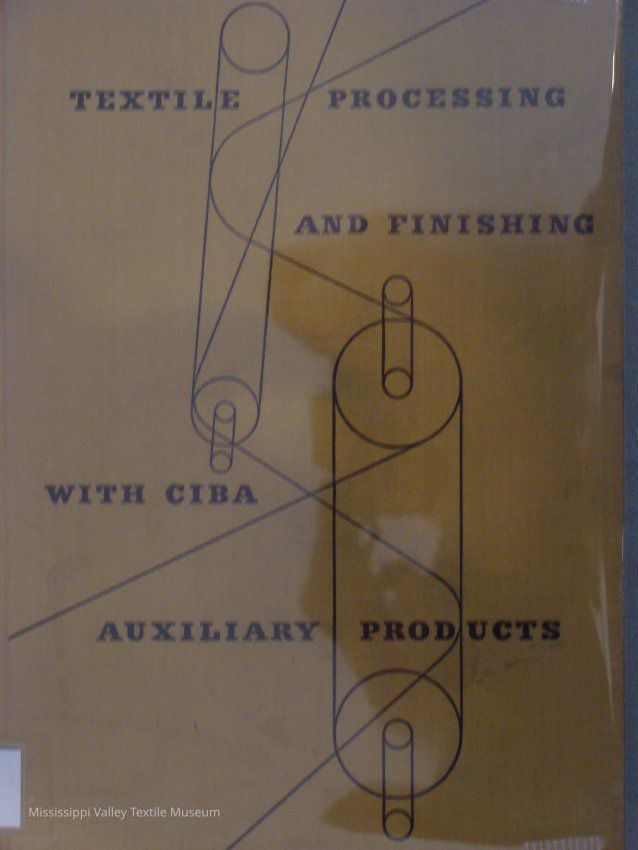 TEXTILE PROCESSING
AND FINISHING
WITH CIBA
AUXILIARY PRODUCTS
Mississippi Valley Textile Museum